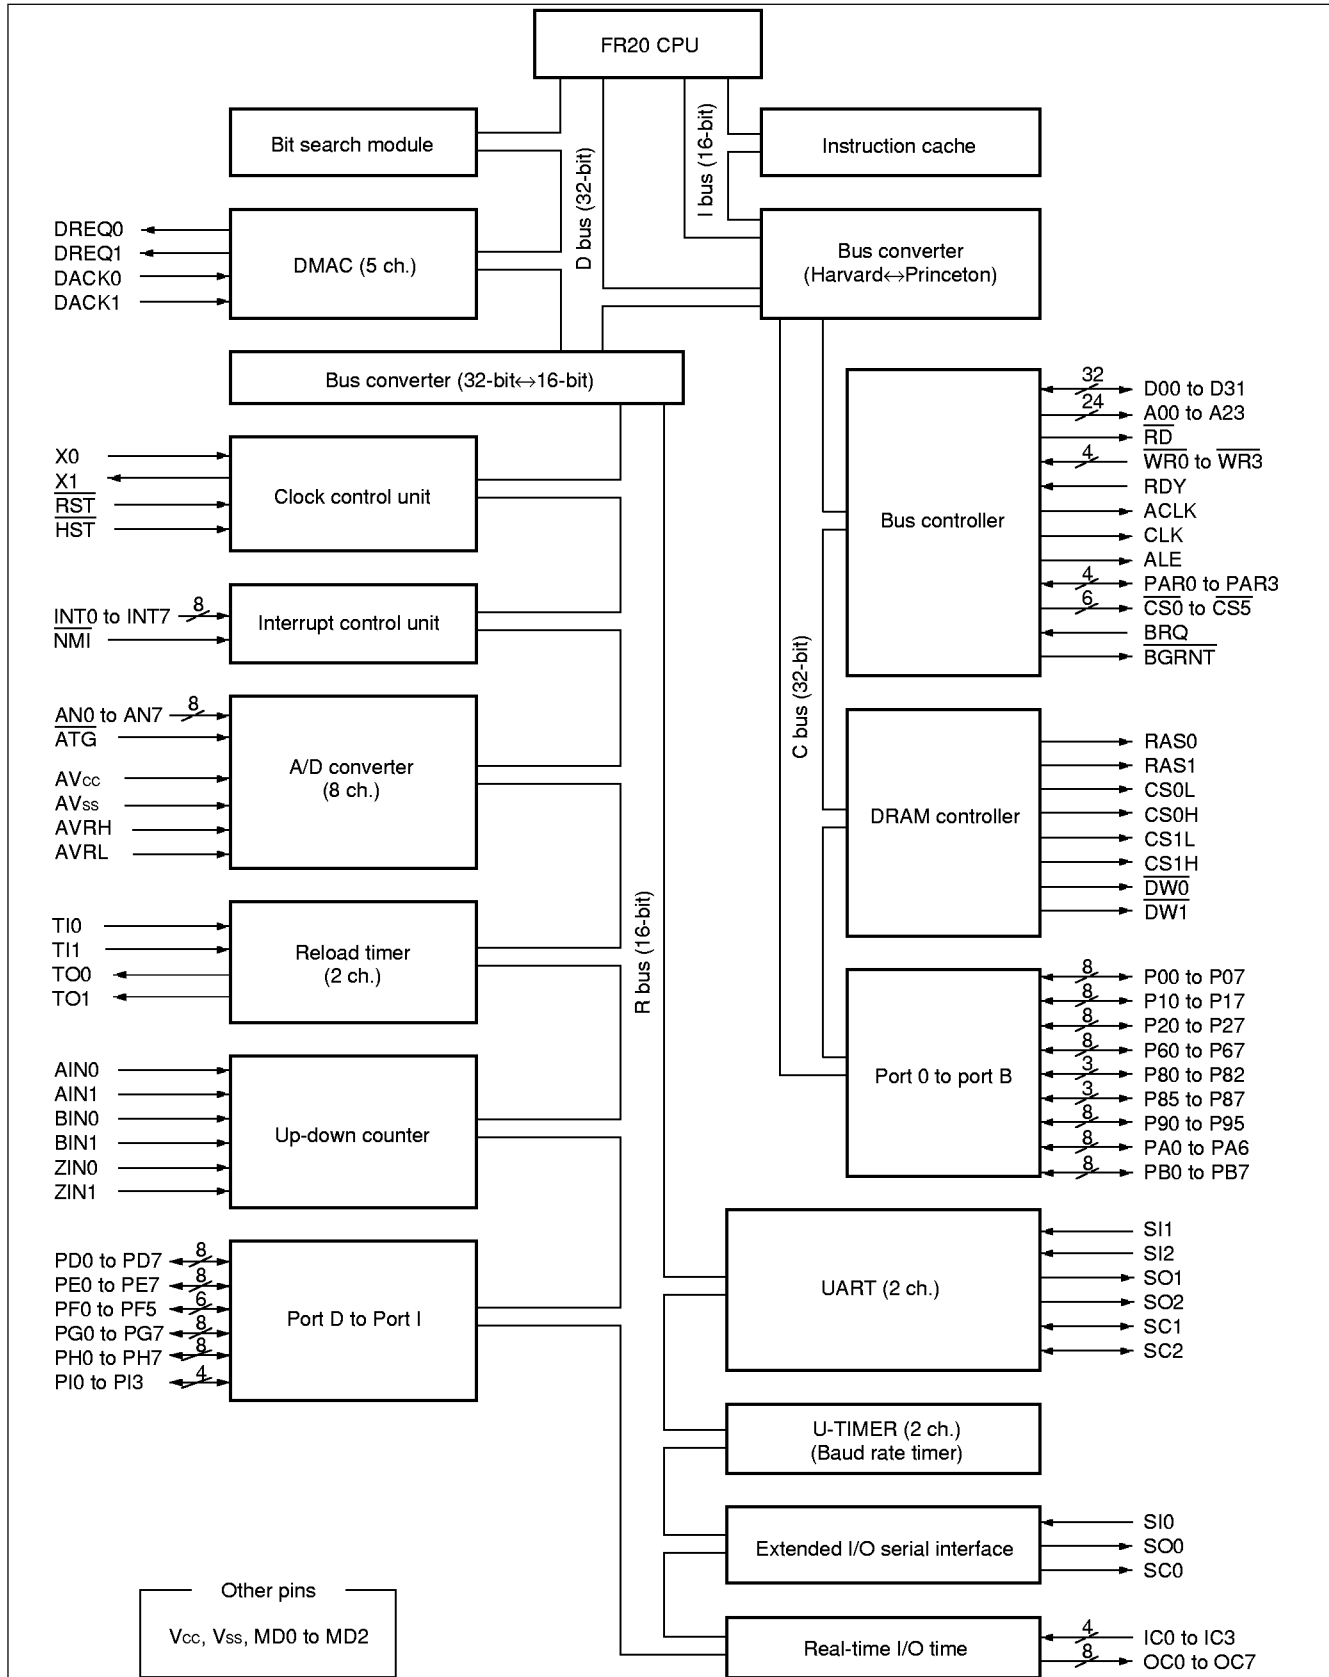 FR20 CPU
Bit search module
Instruction cache
D bus (32-bit)
I bus (16-bit)
DREQ0
DREQ1
DACK0
DACK1
DMAC (5 ch.)
Bus converter
(Harvard↔Princeton)
Bus converter (32-bit↔16-bit)
X0
X1
RST
HST
Clock control unit
INT0 to INT7 8
NMI
Interrupt control unit
AN0 to AN7 8
ATG
AVCC
AVSS
AVRH
AVRL
A/D converter
(8 ch.)
TI0
TI1
TO0
TO1
Reload timer
(2 ch.)
AIN0
AIN1
BIN0
BIN1
ZIN0
ZIN1
Up-down counter
PD0 to PD7 8
PE0 to PE7 8
PF0 to PF5 6
PG0 to PG7 8
PH0 to PH7 8
PI0 to PI3 4
Port D to Port I
R bus (16-bit)
C bus (32-bit)
Bus controller
32 D00 to D31
24 A00 to A23
RD
4 WR0 to WR3
RDY
ACLK
CLK
ALE
4 PAR0 to PAR3
6 CS0 to CS5
BRQ
BGRNT
DRAM controller
RAS0
RAS1
CS0L
CS0H
CS1L
CS1H
DW0
DW1
Port 0 to port B
8 P00 to P07
8 P10 to P17
8 P20 to P27
8 P60 to P67
3 P80 to P82
3 P85 to P87
8 P90 to P95
8 PA0 to PA6
8 PB0 to PB7
UART (2 ch.)
SI1
SI2
SO1
SO2
SC1
SC2
U-TIMER (2 ch.)
(Baud rate timer)
Extended I/O serial interface
SI0
SO0
SC0
Real-time I/O time
4 IC0 to IC3
8 OC0 to OC7
Other pins
VCC, VSS, MD0 to MD2